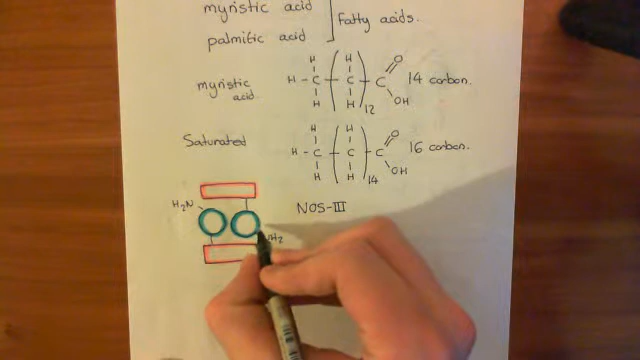 myristic acid
palmitic acid
Fatty acids.
myristic acid.
H H O
H - C - C - C 14 carbon.
H H OH
12
Saturated
H H O
H - C - C - C 16 carbon.
H H OH
14
H₂N
NOS-III
NH₂